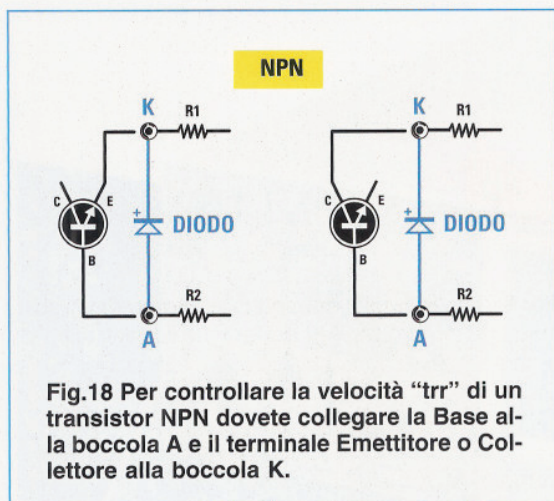 NPN
K R1 K R1
C E C E
+ DIODO + DIODO
B B
R2 R2
A A
Fig.18 Per controllare la velocità “trr” di un
transistor NPN dovete collegare la Base al-
la boccola A e il terminale Emettitore o Col-
lettore alla boccola K.